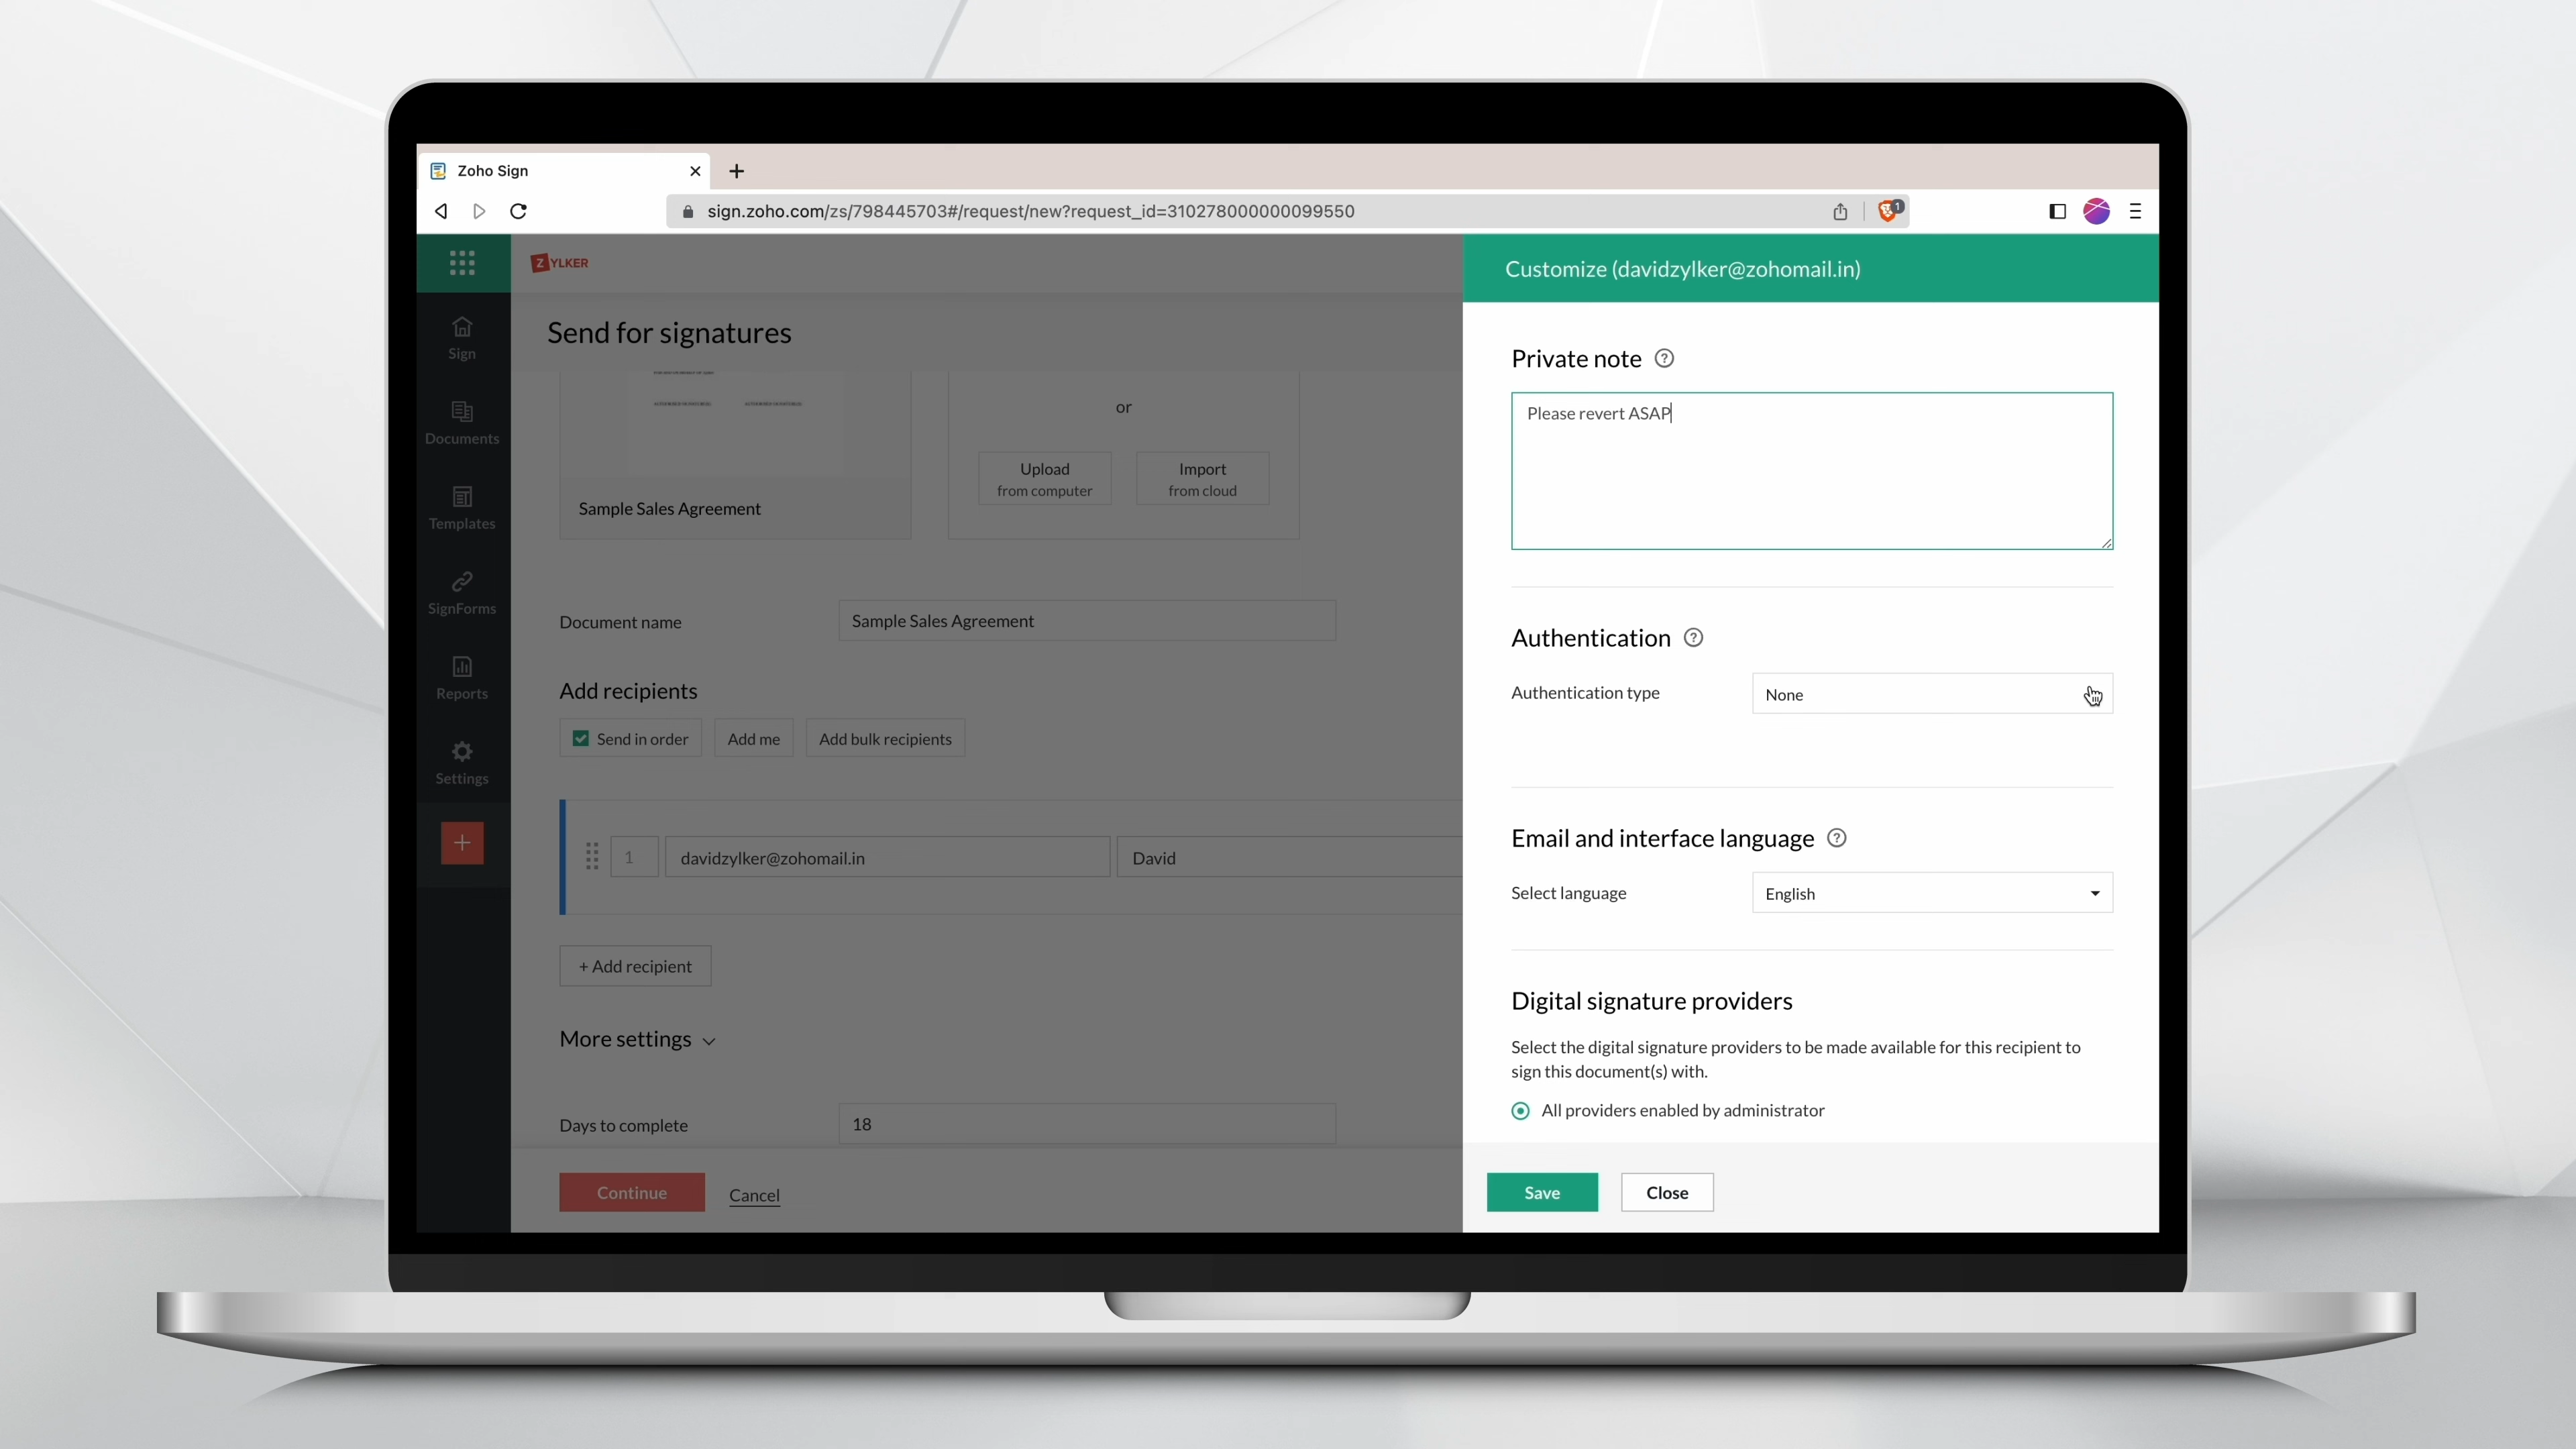 Zoho Sign
sign.zoho.com/zs/798445703#/request/new?request_id=310278000000099550
1
ZYLKER
Sign
Documents
Templates
SignForms
Reports
Settings
+
Send for signatures
Sample Sales Agreement
or
Upload
from computer
Import
from cloud
Document name
Sample Sales Agreement
Add recipients
Send in order
Add me
Add bulk recipients
1
davidzylker@zohomail.in
David
+ Add recipient
More settings
Days to complete
18
Continue
Cancel
Customize (davidzylker@zohomail.in)
Private note ?
Please revert ASAP
Authentication ?
Authentication type
None
Email and interface language ?
Select language
English
Digital signature providers
Select the digital signature providers to be made available for this recipient to
sign this document(s) with.
All providers enabled by administrator
Save
Close